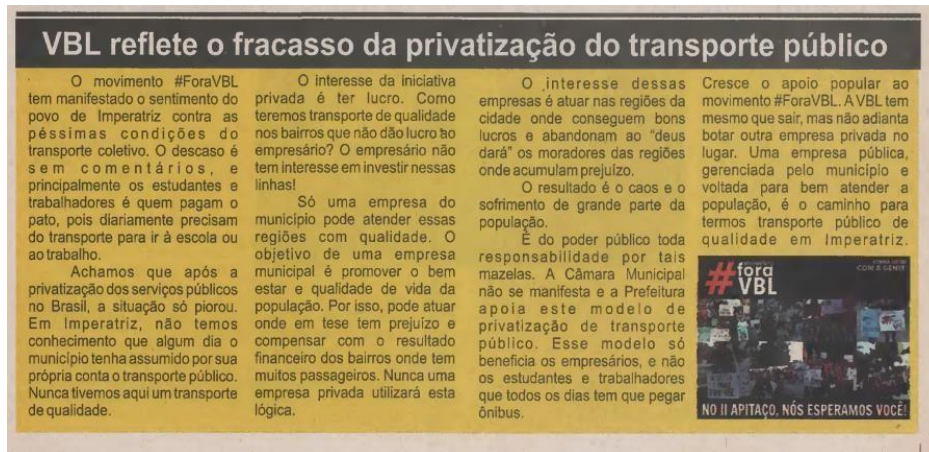 VBL reflete o fracasso da privatização do transporte público
O movimento #ForaVBL
tem manifestado o sentimento do
povo de Imperatriz contra as
péssimas condições do
transporte coletivo. O descaso é
sem comentários, e
principalmente os estudantes e
trabalhadores é quem pagam o
pato, pois diariamente precisam
do transporte para ir à escola ou
ao trabalho.
Achamos que após a
privatização dos serviços públicos
no Brasil, a situação só piorou.
Em Imperatriz, não temos
conhecimento que algum dia o
município tenha assumido por sua
própria conta o transporte público.
Nunca tivemos aqui um transporte
de qualidade.
O interesse da iniciativa
privada é ter lucro. Como
teremos transporte de qualidade
nos bairros que não dão lucro ao
empresário? O empresário não
tem interesse em investir nessas
linhas!
Só uma empresa do
municipio pode atender essas
regiões com qualidade. O
objetivo de uma empresa
municipal é promover o bem
estar e qualidade de vida da
população. Por isso, pode atuar
onde em tese tem prejuízo e
compensar com o resultado
financeiro dos bairros onde tem
muitos passageiros. Nunca uma
empresa privada utilizará esta
lógica.
O interesse dessas
empresas é atuar nas regiões da
cidade onde conseguem bons
lucros e abandonam ao "deus
dará" os moradores das regiões
onde acumulam prejuízo.
O resultado é o caos e o
sofrimento de grande parte da
população.
É do poder público toda
responsabilidade por tais
mazelas. A Câmara Municipal
não se manifesta e a Prefeitura
apoia este modelo de
privatização de transporte
público. Esse modelo só
beneficia os empresários, e não
os estudantes e trabalhadores
que todos os dias tem que pegar
ônibus.
Cresce o apoio popular ao
movimento #ForaVBL. A VBL tem
mesmo que sair, mas não adianta
botar outra empresa privada no
lugar. Uma empresa pública,
gerenciada pelo município e
voltada para bem atender a
população, é o caminho para
termos transporte público de
qualidade em Imperatriz.
#fora
VBL
COM A GENTE
NO II APITAÇO, NÓS ESPERAMOS VOCÊ!